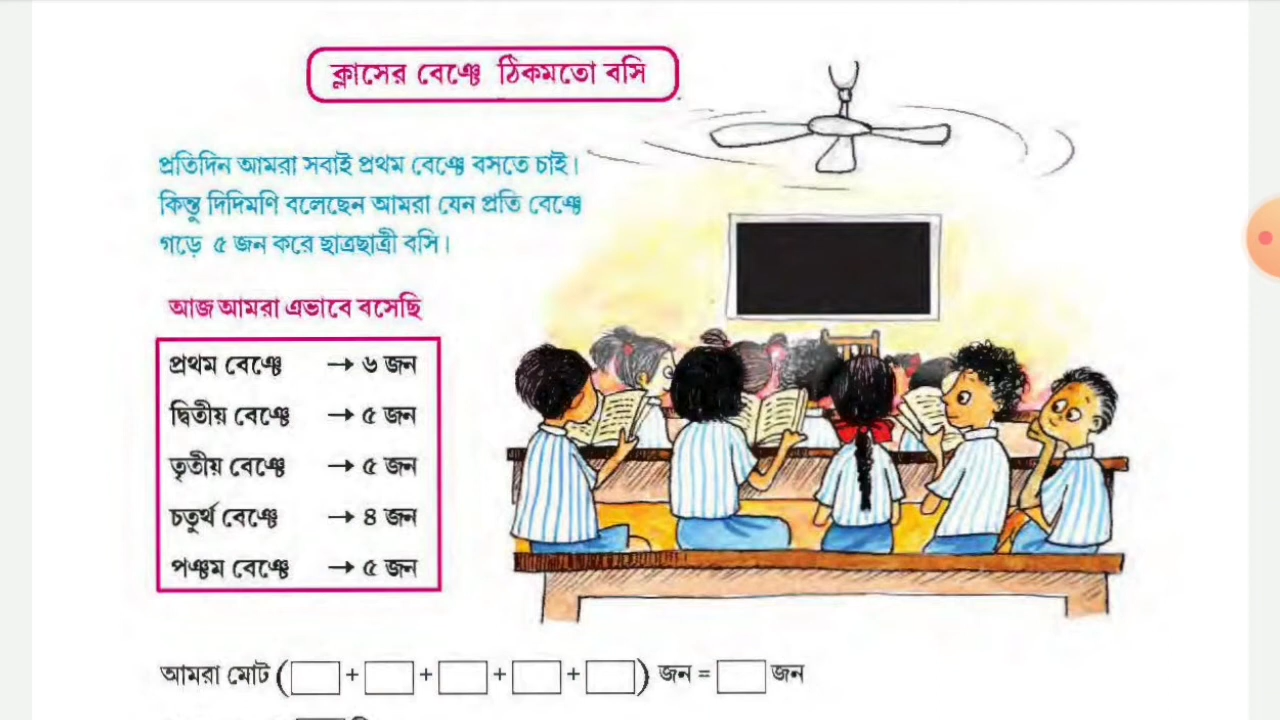 ক্লাসের বেঞ্চে ঠিকমতো বসি
প্রতিদিন আমরা সবাই প্রথম বেঞ্চে বসতে চাই।
কিন্তু দিদিমণি বলেছেন আমরা যেন প্রতি বেঞ্চে
গড়ে ৫ জন করে ছাত্রছাত্রী বসি।
আজ আমরা এভাবে বসেছি
প্রথম বেঞ্চে → ৬ জন
দ্বিতীয় বেঞ্চে → ৫ জন
তৃতীয় বেঞ্চে → ৫ জন
চতুর্থ বেঞ্চে → ৪ জন
পঞ্চম বেঞ্চে → ৫ জন
আমরা মোট ( + + + + ) জন = জন